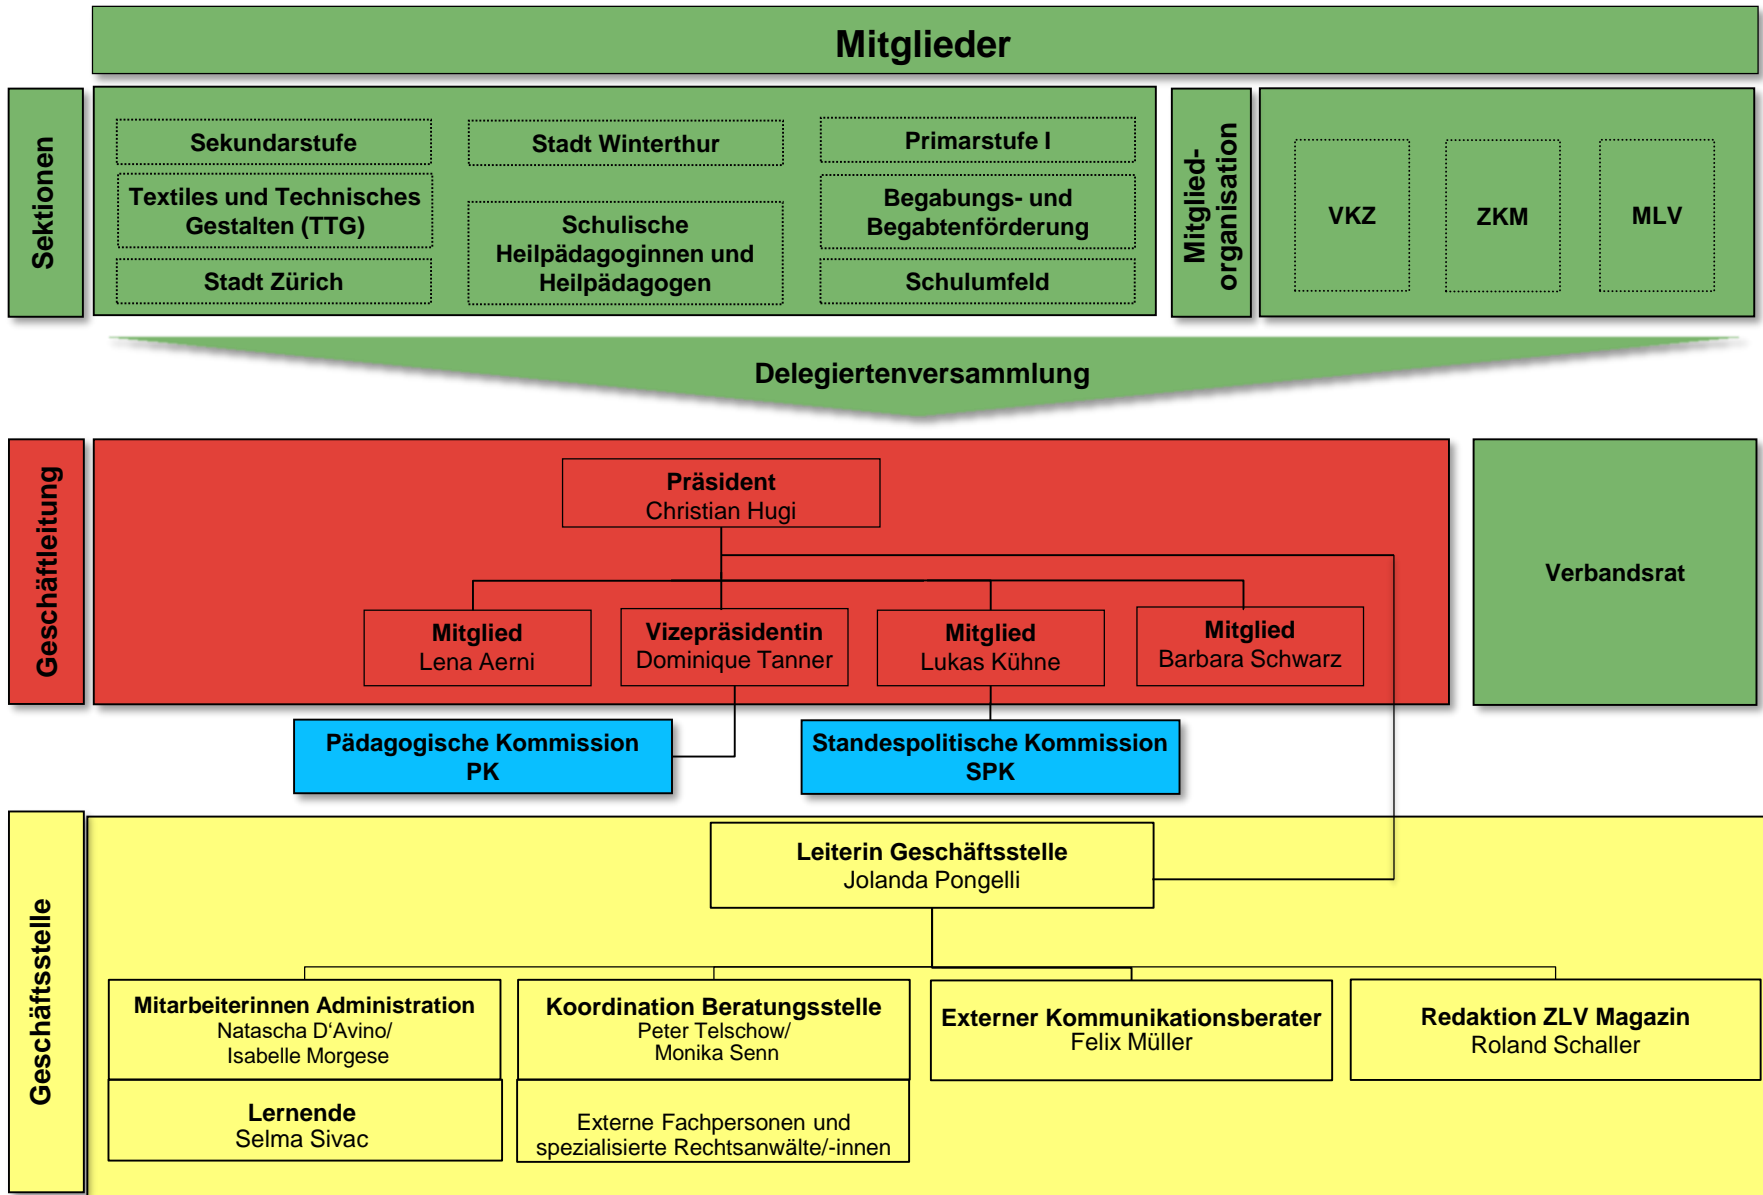 Mitglieder
Sektionen
Sekundarstufe
Textiles und Technisches
Gestalten (TTG)
Stadt Zürich
Stadt Winterthur
Schulische
Heilpädagoginnen und
Heilpädagogen
Primarstufe I
Begabungs- und
Begabtenförderung
Schulumfeld
Mitglied-
organisation
VKZ
ZKM
MLV
Delegiertenversammlung
Geschäftleitung
Präsident
Christian Hugi
Mitglied
Lena Aerni
Vizepräsidentin
Dominique Tanner
Mitglied
Lukas Kühne
Mitglied
Barbara Schwarz
Verbandsrat
Pädagogische Kommission
PK
Standespolitische Kommission
SPK
Geschäftsstelle
Leiterin Geschäftsstelle
Jolanda Pongelli
Mitarbeiterinnen Administration
Natascha D‘Avino/
Isabelle Morgese
Lernende
Selma Sivac
Koordination Beratungsstelle
Peter Telschow/
Monika Senn
Externe Fachpersonen und
spezialisierte Rechtsanwälte/-innen
Externer Kommunikationsberater
Felix Müller
Redaktion ZLV Magazin
Roland Schaller